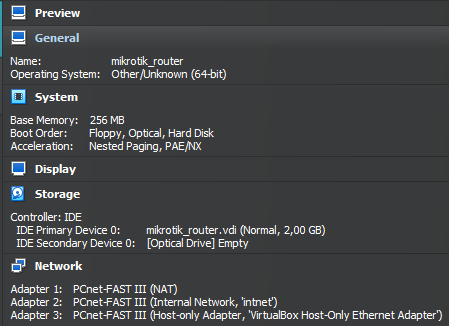 Preview
General
Name: mikrotik_router
Operating System: Other/Unknown (64-bit)
System
Base Memory: 256 MB
Boot Order: Floppy, Optical, Hard Disk
Acceleration: Nested Paging, PAE/NX
Display
Storage
Controller: IDE
IDE Primary Device 0: mikrotik_router.vdi (Normal, 2,00 GB)
IDE Secondary Device 0: [Optical Drive] Empty
Network
Adapter 1: PCnet-FAST III (NAT)
Adapter 2: PCnet-FAST III (Internal Network, 'intnet')
Adapter 3: PCnet-FAST III (Host-only Adapter, 'VirtualBox Host-Only Ethernet Adapter')